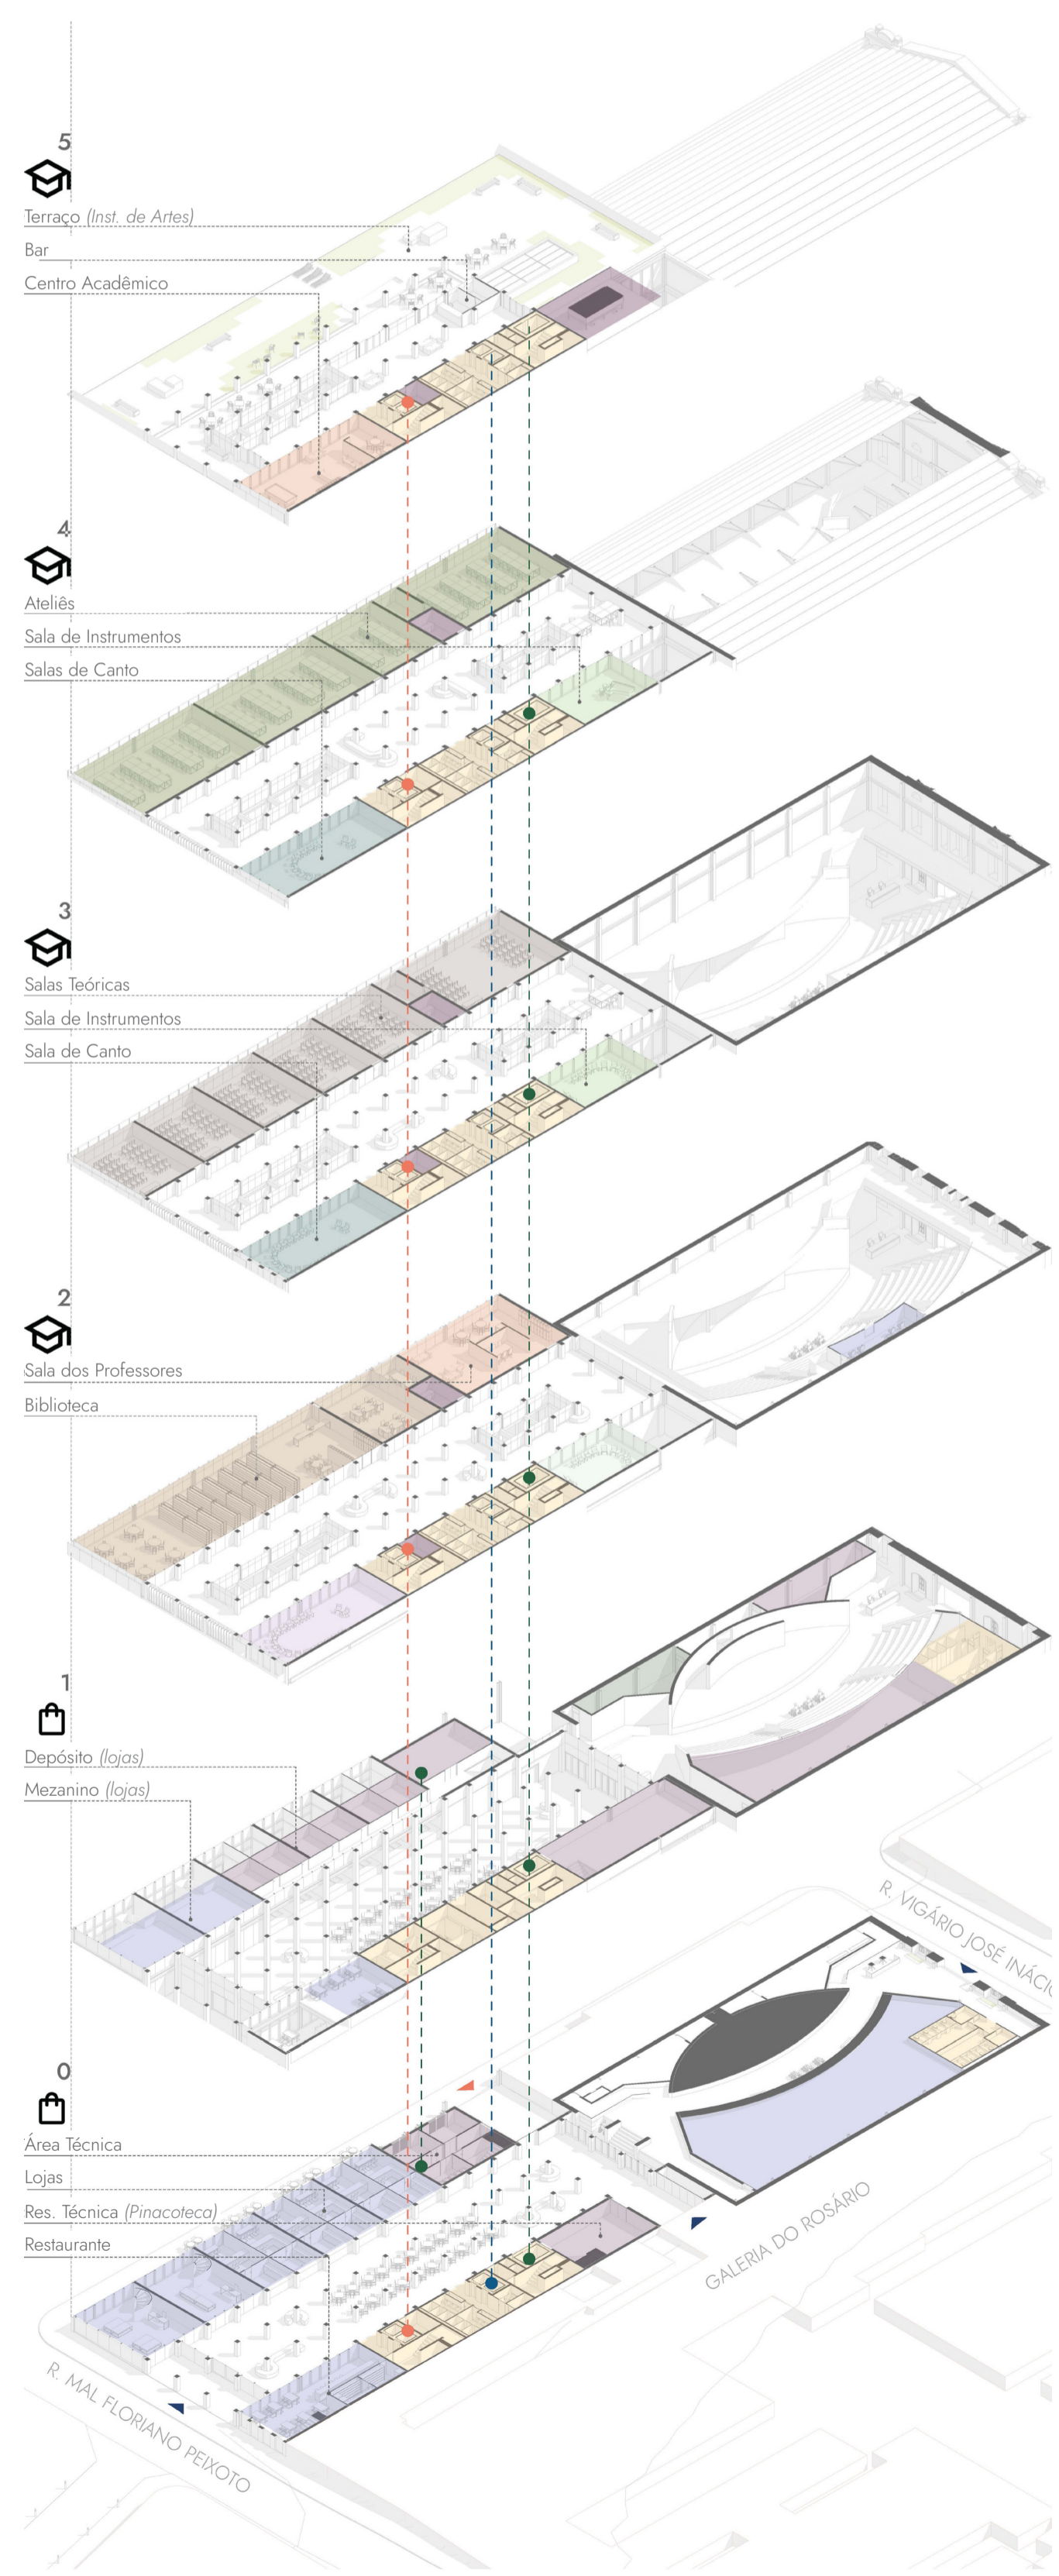 5
Terraço (Inst. de Artes)
Bar
Centro Acadêmico
4
Ateliês
Sala de Instrumentos
Salas de Canto
3
Salas Teóricas
Sala de Instrumentos
Sala de Canto
2
Sala dos Professores
Biblioteca
1
Depósito (lojas)
Mezanino (lojas)
R. VIGÁRIO JOSÉ INÁCIO
0
Área Técnica
Lojas
Res. Técnica (Pinacoteca)
Restaurante
GALERIA DO ROSÁRIO
R. MAL FLORIANO PEIXOTO